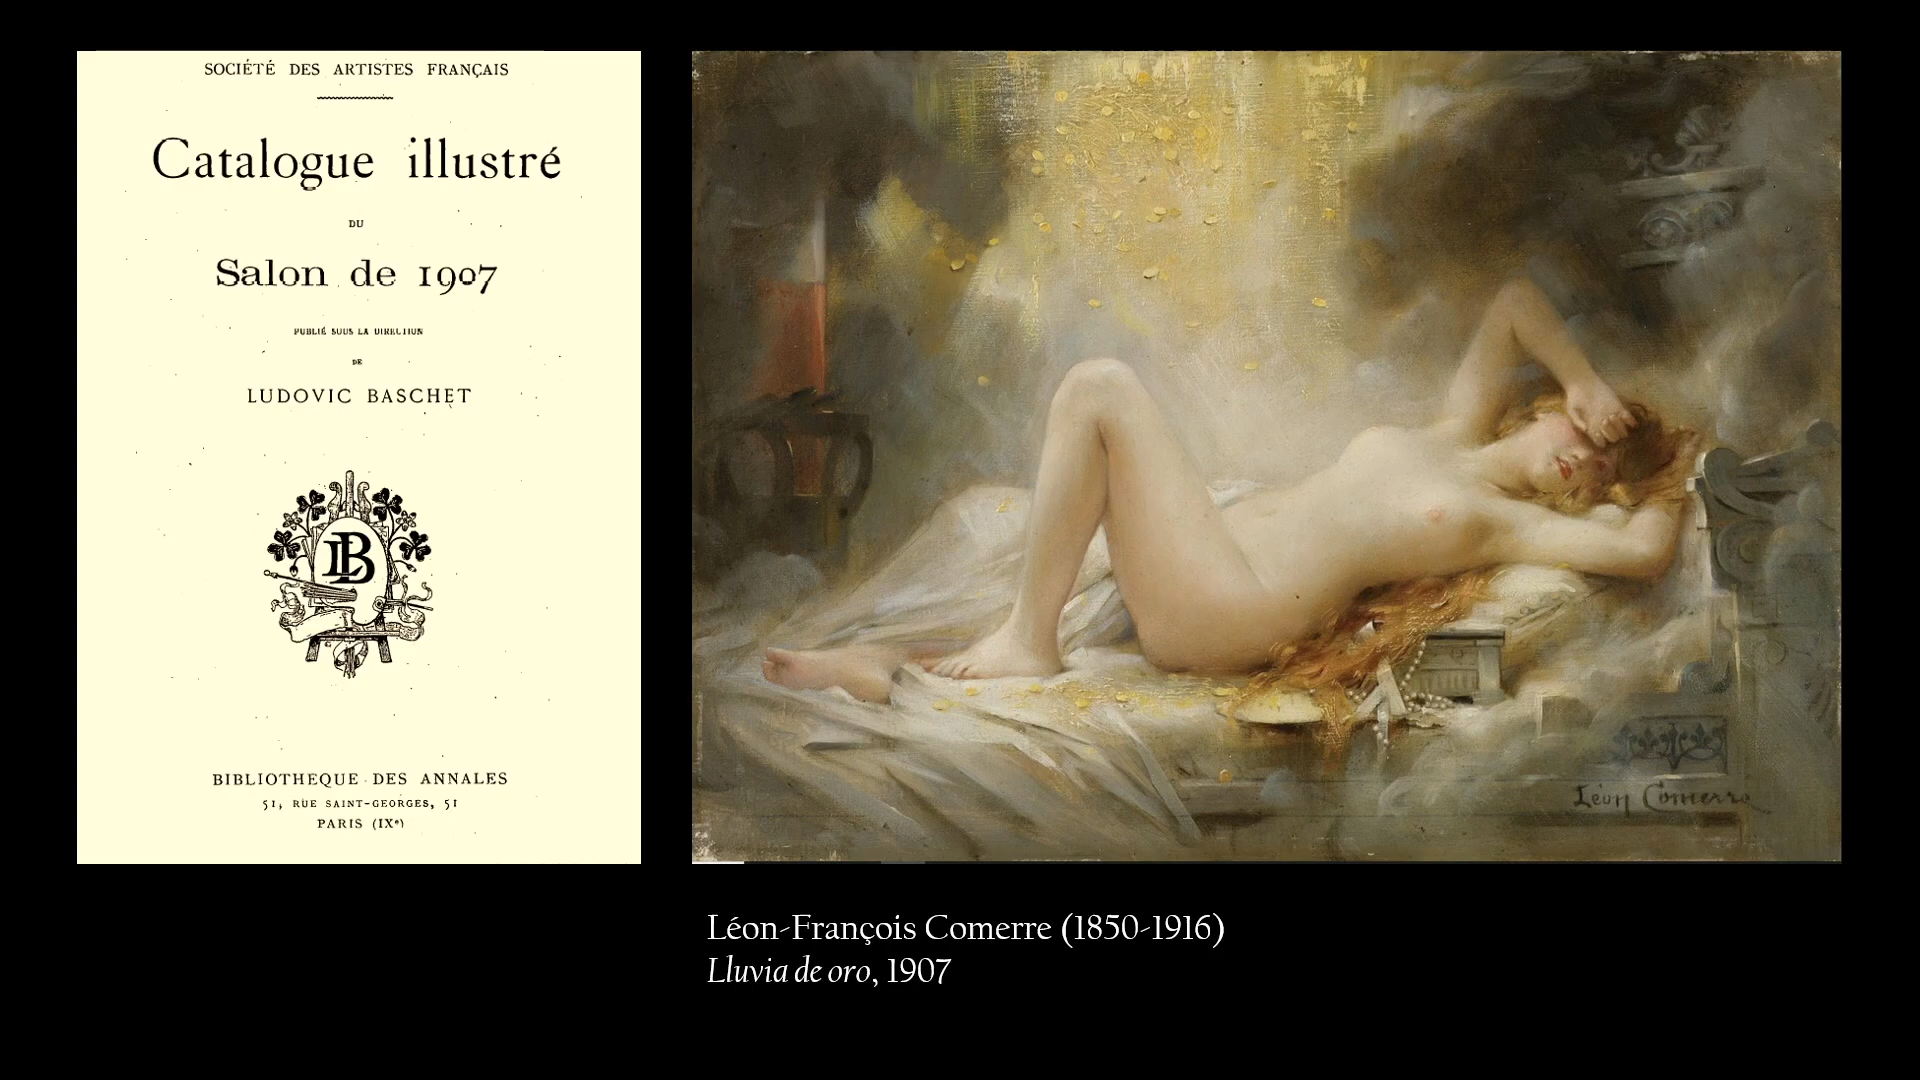 SOCIÉTÉ DES ARTISTES FRANÇAIS
Catalogue illustré
DU
Salon de 1907
PUBLIÉ SOUS LA DIRECTION
DE
LUDOVIC BASCHET
LB
BIBLIOTHEQUE DES ANNALES
51, RUE SAINT-GEORGES, 51
PARIS (IXe)
Léon Comerre
Léon-François Comerre (1850-1916)
Lluvia de oro, 1907